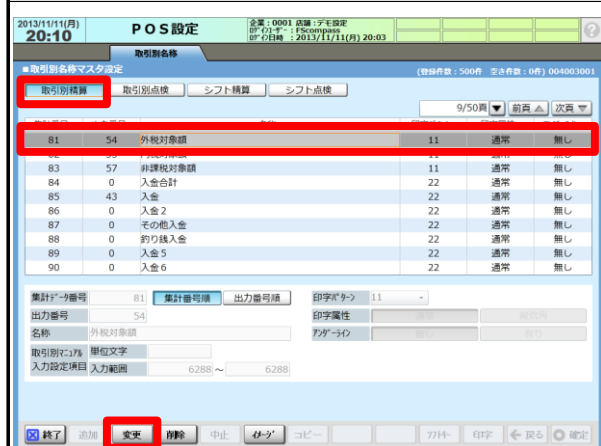 2013/11/11(月)
20:10
POS設定
企業：0001 店舗：デモ設定
ログインユーザー：FScompass
ログイン日時：2013/11/11(月) 20:03
取引別名称
■取引別名称マスタ設定
(登録件数：500件 空き件数：0件) 004003001
取引別精算 取引別点検 シフト精算 シフト点検
9/50頁 ▼ 前頁 ▲ 次頁 ▼
81 54 外税対象額 11 通常 無し
83 57 非課税対象額 11 通常 無し
84 0 入金合計 22 通常 無し
85 43 入金 22 通常 無し
86 0 入金2 22 通常 無し
87 0 その他入金 22 通常 無し
88 0 釣り銭入金 22 通常 無し
89 0 入金5 22 通常 無し
90 0 入金6 22 通常 無し
集計データ番号 81 集計番号順 出力番号順 印字パターン 11
出力番号 54 印字属性 通常
名称 外税対象額 アンダーライン 無し 有り
取引別マニュアル 単位文字
入力設定項目 入力範囲 6288 ～ 6288
終了 追加 変更 削除 中止 イメージ コピー 印字 戻る 確定